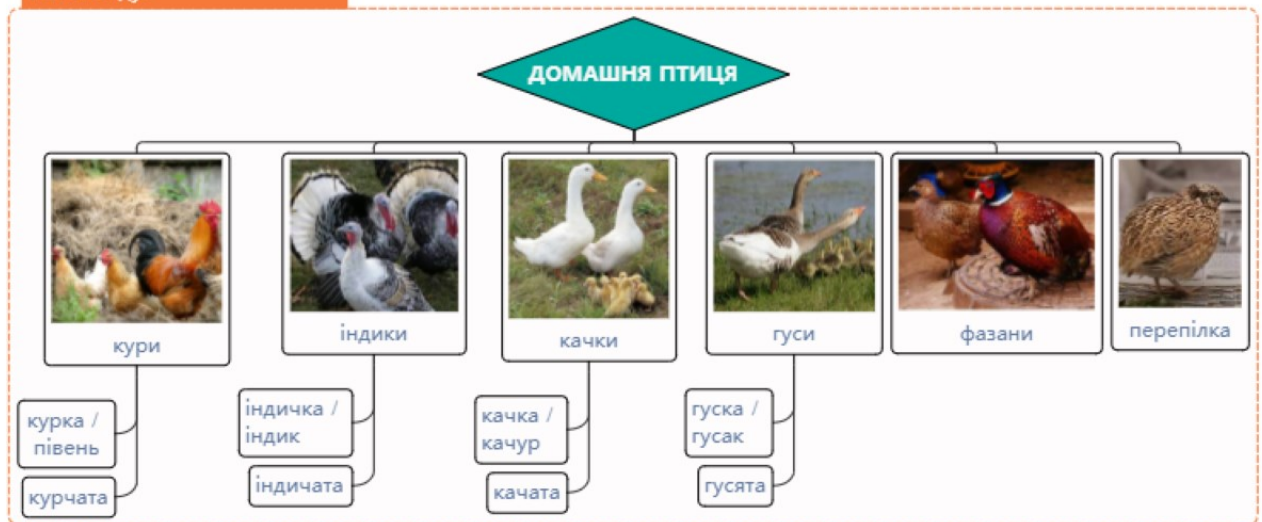 ДОМАШНЯ ПТИЦЯ
кури
індики
качки
гуси
фазани
перепілка
курка /
півень
курчата
індичка /
індик
індичата
качка /
качур
качата
гуска /
гусак
гусята